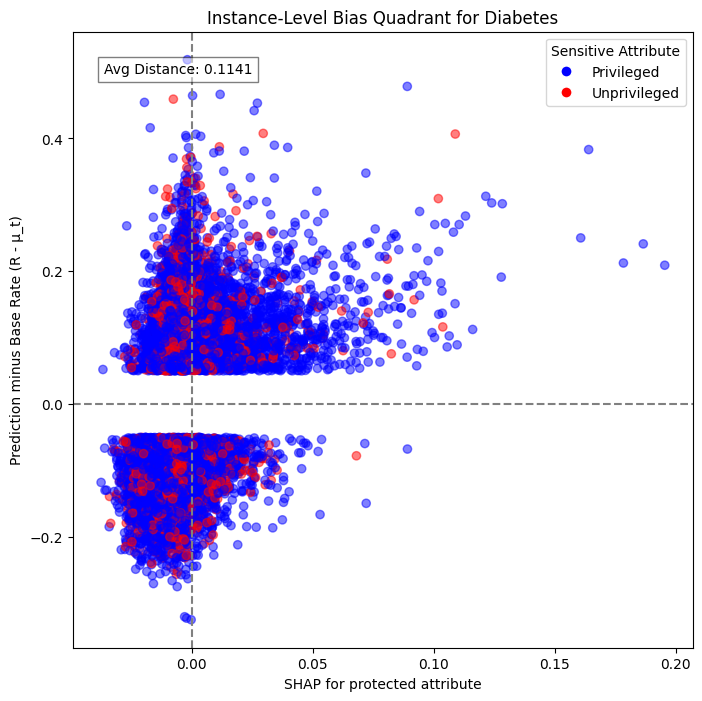 Instance-Level Bias Quadrant for Diabetes
Avg Distance: 0.1141
Sensitive Attribute
Privileged
Unprivileged
0.4
0.2
0.0
−0.2
Prediction minus Base Rate (R - μ_t)
0.00
0.05
0.10
0.15
0.20
SHAP for protected attribute